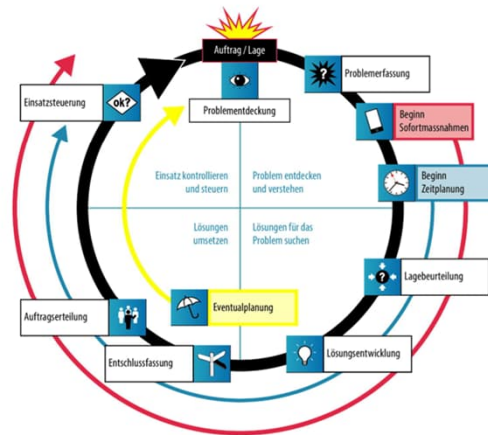 Auftrag / Lage
Problementdeckung
Problemerfassung
Beginn
Sofortmassnahmen
Beginn
Zeitplanung
Lagebeurteilung
Lösungsentwicklung
Entschlussfassung
Auftragserteilung
Eventualplanung
Einsatzsteuerung
ok?
Einsatz kontrollieren
und steuern
Problem entdecken
und verstehen
Lösungen
umsetzen
Lösungen für das
Problem suchen
?
?